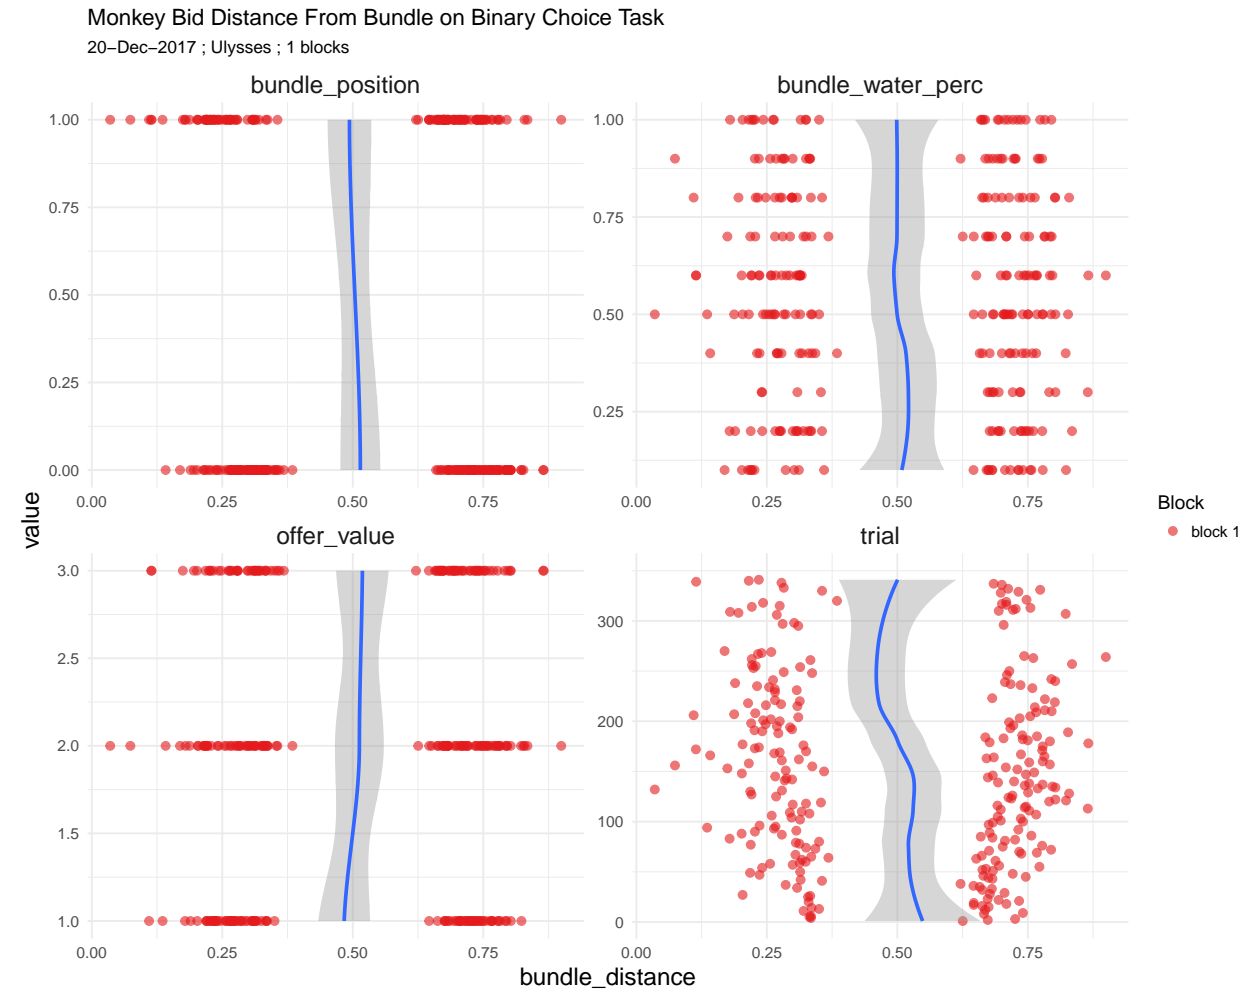 Monkey Bid Distance From Bundle on Binary Choice Task
20−Dec−2017 ; Ulysses ; 1 blocks
bundle_position
bundle_water_perc
1.00
0.75
0.50
0.25
0.00
0.00 0.25 0.50 0.75
1.00
0.75
0.50
0.25
0.00 0.25 0.50 0.75
value
offer_value
trial
3.0
2.5
2.0
1.5
1.0
0.00 0.25 0.50 0.75
300
200
100
0
0.00 0.25 0.50 0.75
bundle_distance
Block
block 1